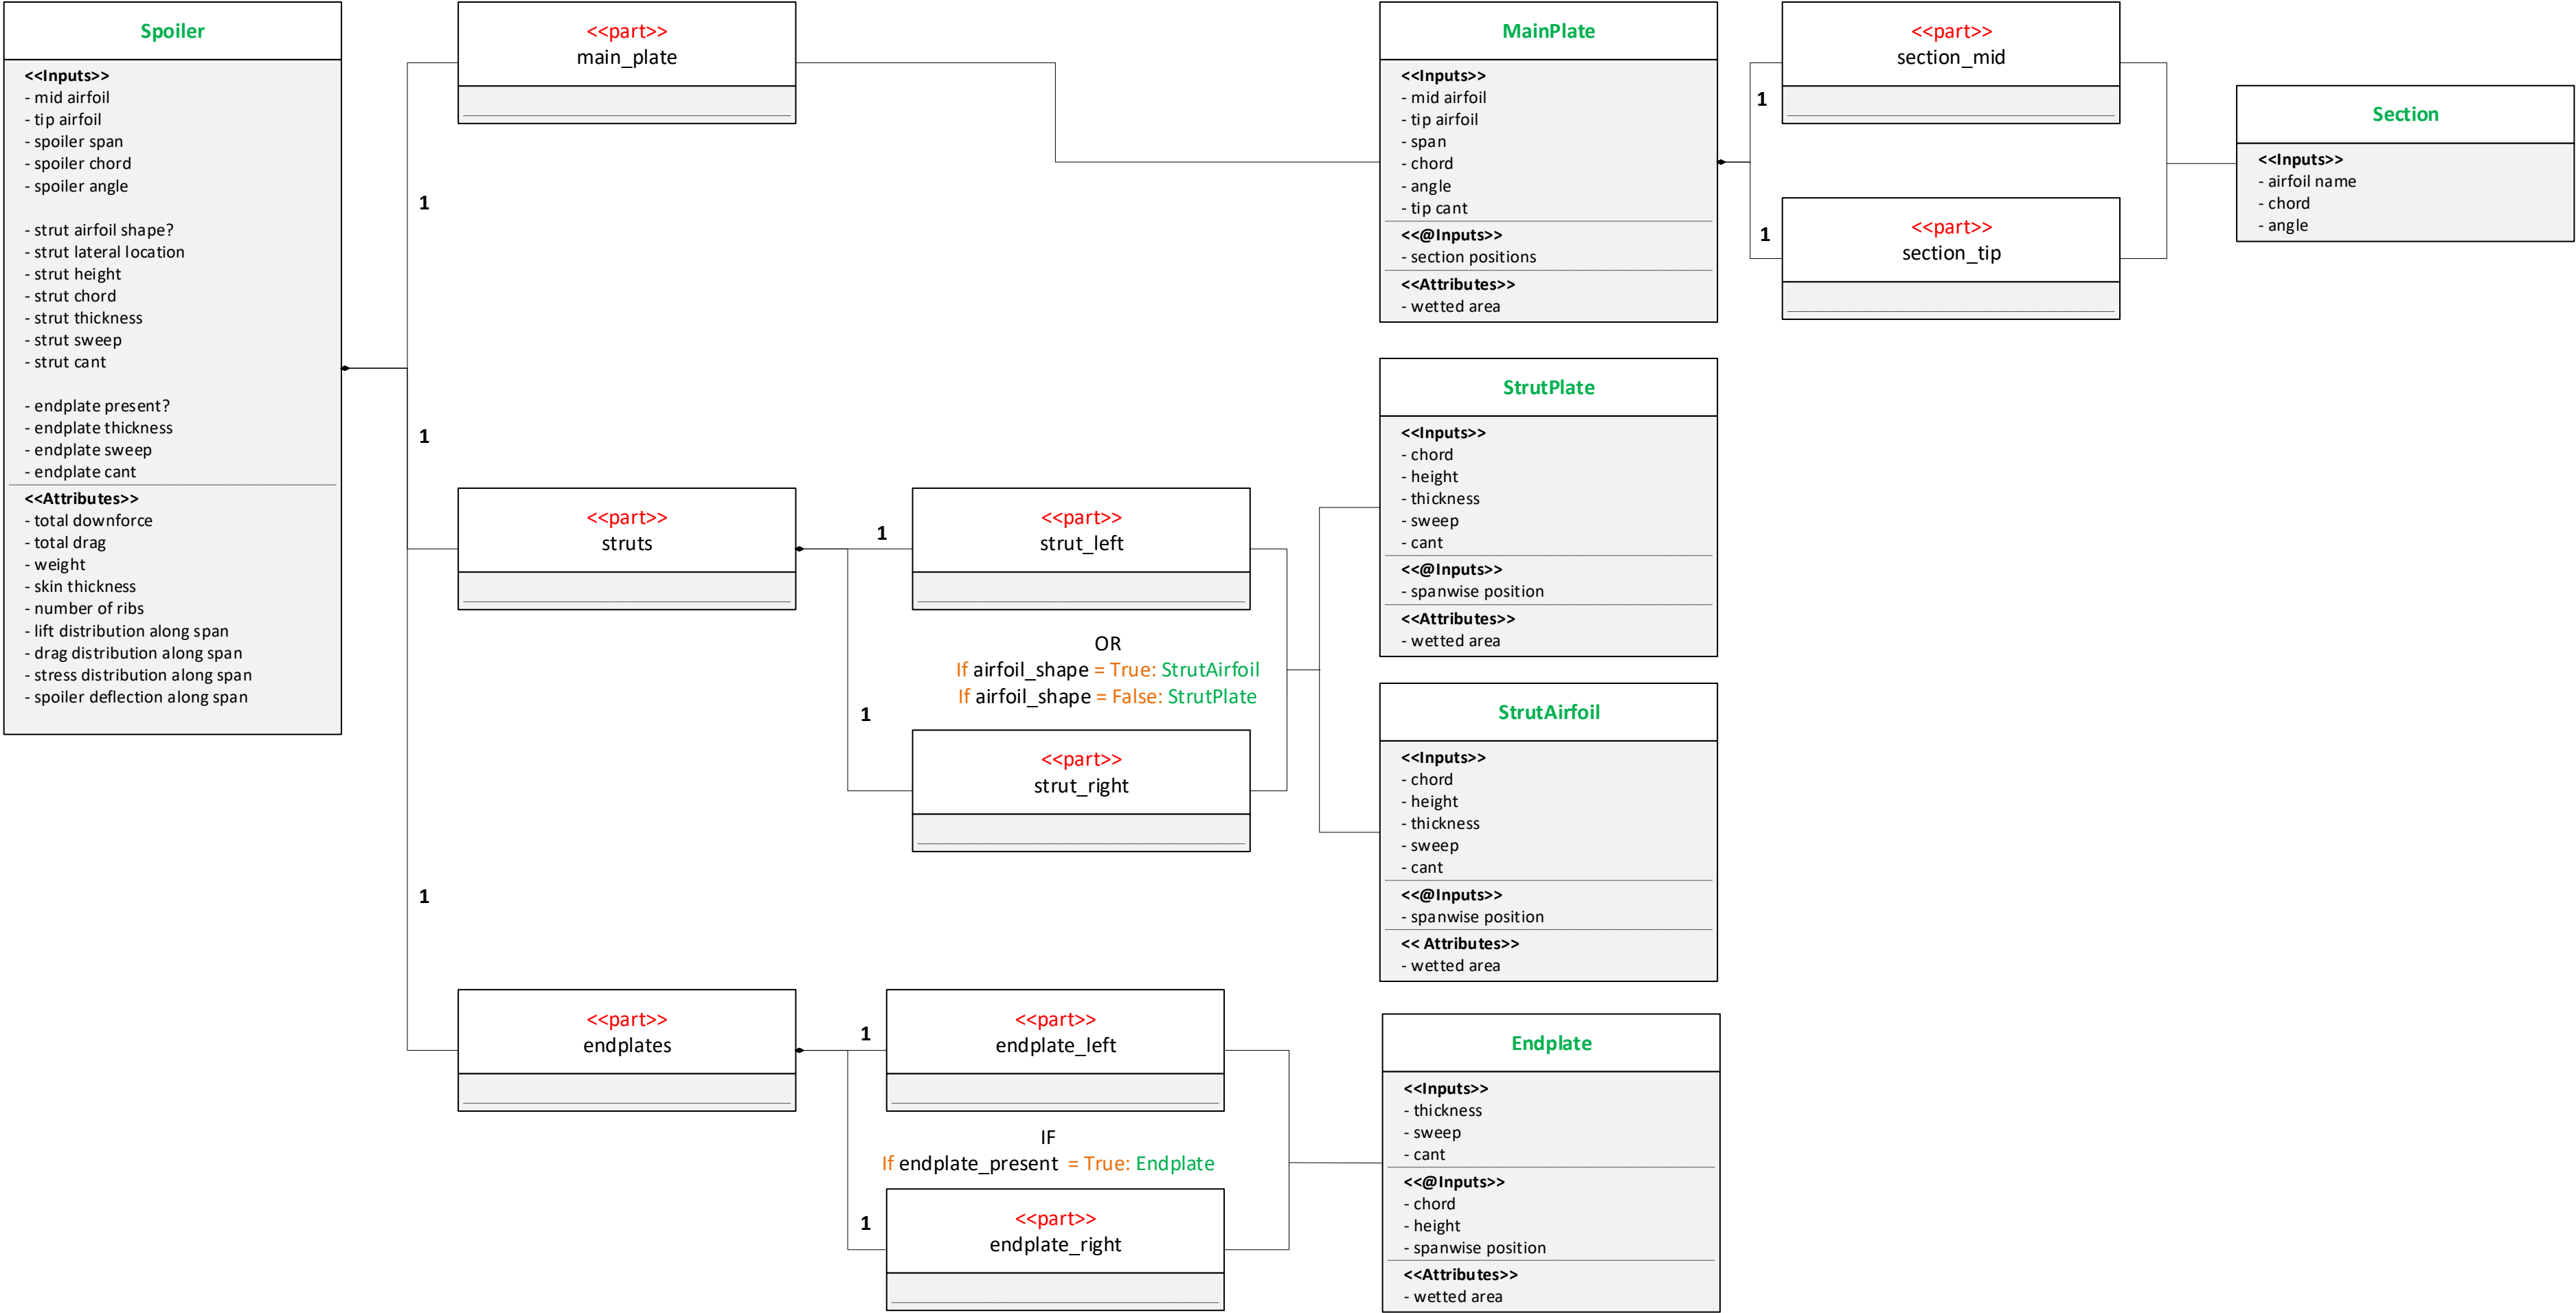 Spoiler
<<Inputs>>
- mid airfoil
- tip airfoil
- spoiler span
- spoiler chord
- spoiler angle
- strut airfoil shape?
- strut lateral location
- strut height
- strut chord
- strut thickness
- strut sweep
- strut cant
- endplate present?
- endplate thickness
- endplate sweep
- endplate cant
<<Attributes>>
- total downforce
- total drag
- weight
- skin thickness
- number of ribs
- lift distribution along span
- drag distribution along span
- stress distribution along span
- spoiler deflection along span
1
1
1
<<part>>
main_plate
<<part>>
struts
1
1
<<part>>
strut_left
OR
If airfoil_shape = True: StrutAirfoil
If airfoil_shape = False: StrutPlate
<<part>>
strut_right
<<part>>
endplates
1
1
<<part>>
endplate_left
IF
If endplate_present = True: Endplate
<<part>>
endplate_right
MainPlate
<<Inputs>>
- mid airfoil
- tip airfoil
- span
- chord
- angle
- tip cant
<<@Inputs>>
- section positions
<<Attributes>>
- wetted area
1
1
<<part>>
section_mid
<<part>>
section_tip
Section
<<Inputs>>
- airfoil name
- chord
- angle
StrutPlate
<<Inputs>>
- chord
- height
- thickness
- sweep
- cant
<<@Inputs>>
- spanwise position
<<Attributes>>
- wetted area
StrutAirfoil
<<Inputs>>
- chord
- height
- thickness
- sweep
- cant
<<@Inputs>>
- spanwise position
<< Attributes>>
- wetted area
Endplate
<<Inputs>>
- thickness
- sweep
- cant
<<@Inputs>>
- chord
- height
- spanwise position
<<Attributes>>
- wetted area